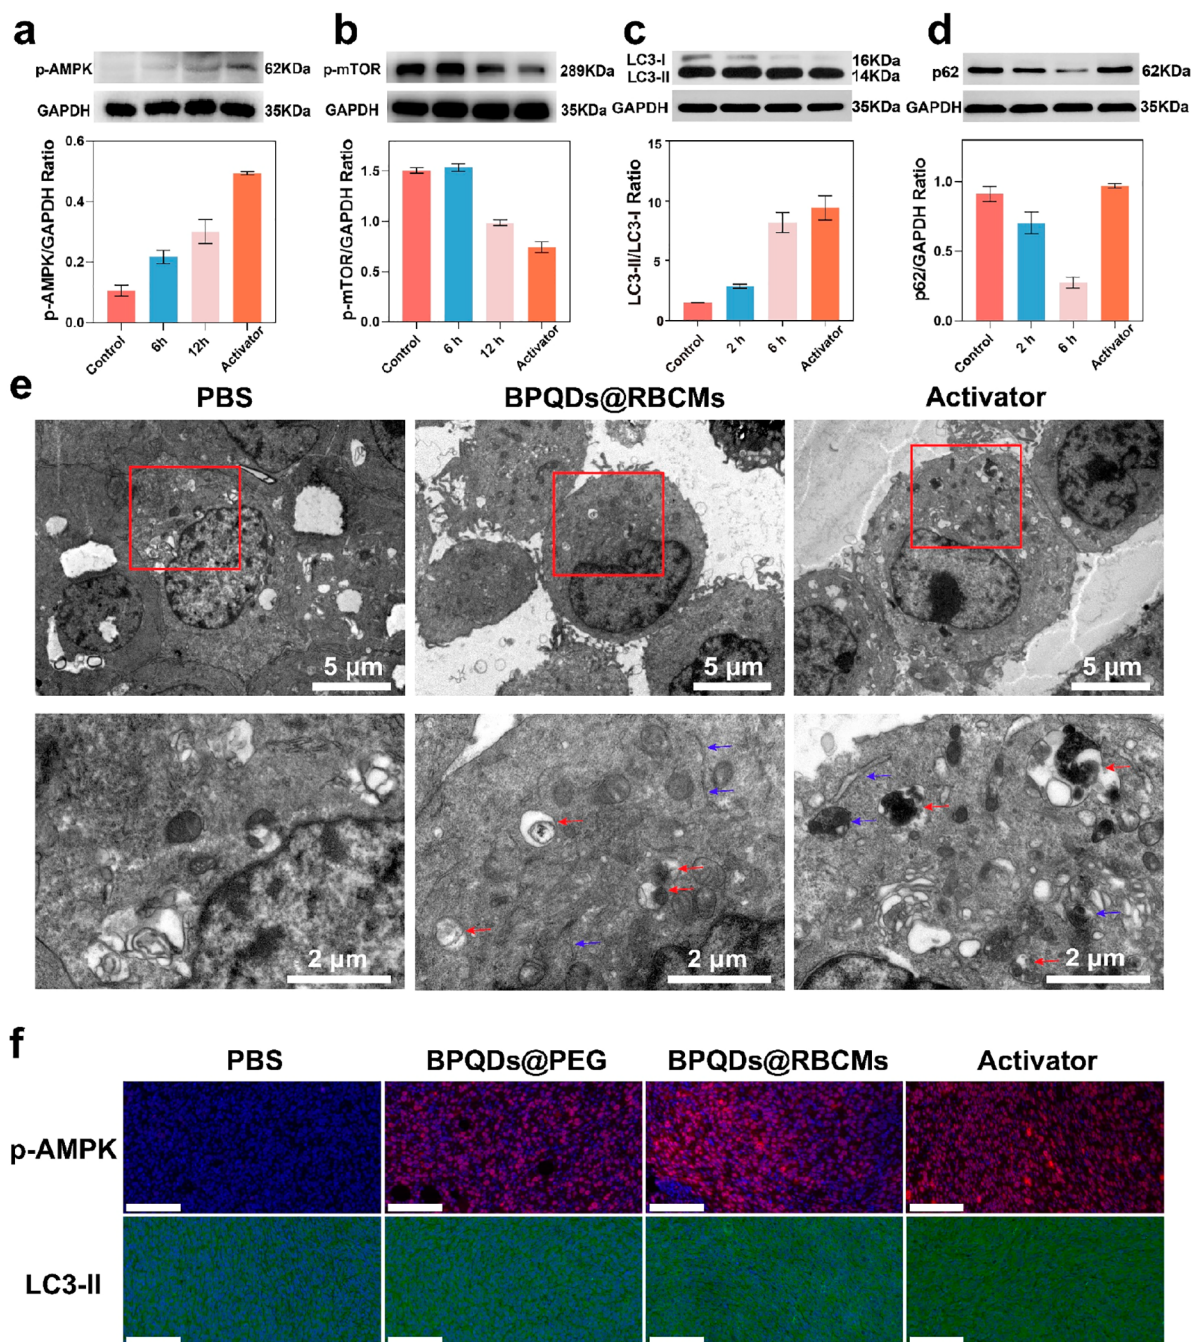 a
p-AMPK 62KDa
GAPDH 35KDa
p-AMPK/GAPDH Ratio
0.6
0.4
0.2
0.0
Control 6h 12h Activator
b
p-mTOR 289KDa
GAPDH 35KDa
p-mTOR/GAPDH Ratio
1.5
1.0
0.5
0.0
Control 6 h 12 h Activator
c
LC3-I 16KDa
LC3-II 14KDa
GAPDH 35KDa
LC3-II/LC3-I Ratio
15
10
5
0
Control 2 h 6 h Activator
d
p62 62KDa
GAPDH 35KDa
p62/GAPDH Ratio
1.0
0.5
0.0
Control 2 h 6 h Activator
e
PBS BPQDs@RBCMs Activator
5 μm 5 μm 5 μm
2 μm 2 μm 2 μm
f
PBS BPQDs@PEG BPQDs@RBCMs Activator
p-AMPK
LC3-II